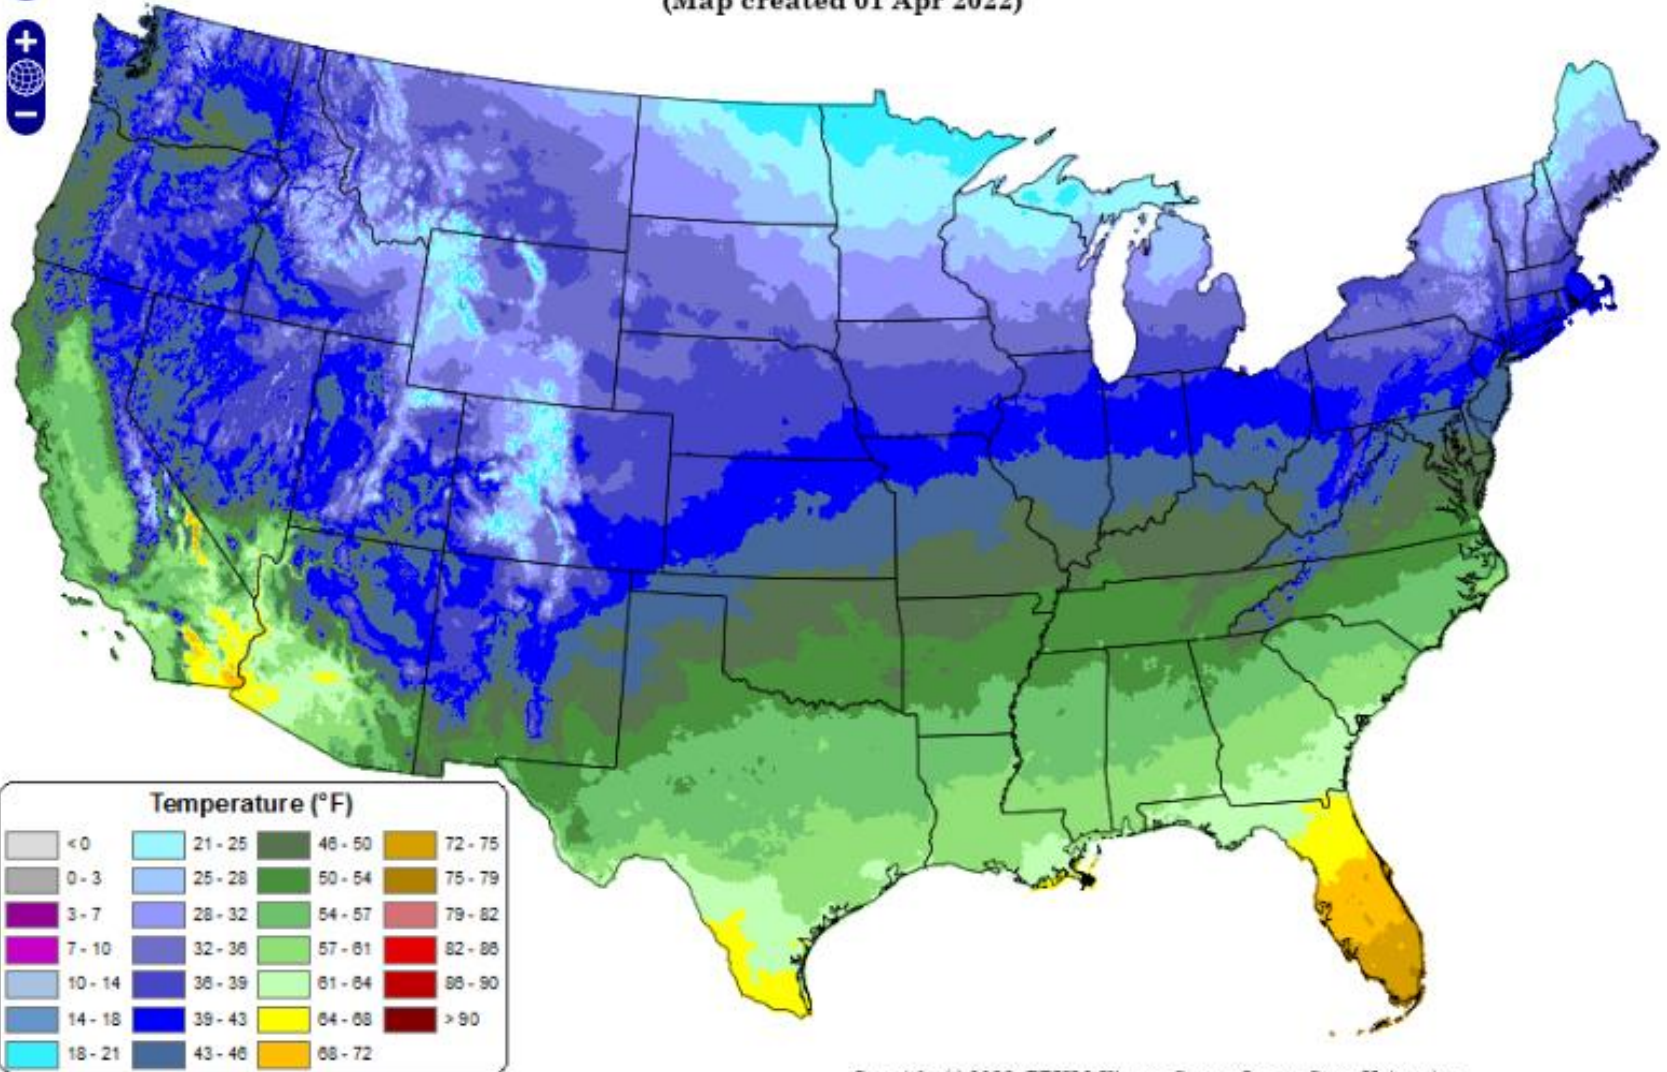 (Map created 01 Apr 2022)
+
−
Temperature (°F)
< 0 21 - 25 46 - 50 72 - 75
0 - 3 25 - 28 50 - 54 75 - 79
3 - 7 28 - 32 54 - 57 79 - 82
7 - 10 32 - 36 57 - 61 82 - 86
10 - 14 36 - 39 61 - 64 86 - 90
14 - 18 39 - 43 64 - 68 > 90
18 - 21 43 - 46 68 - 72